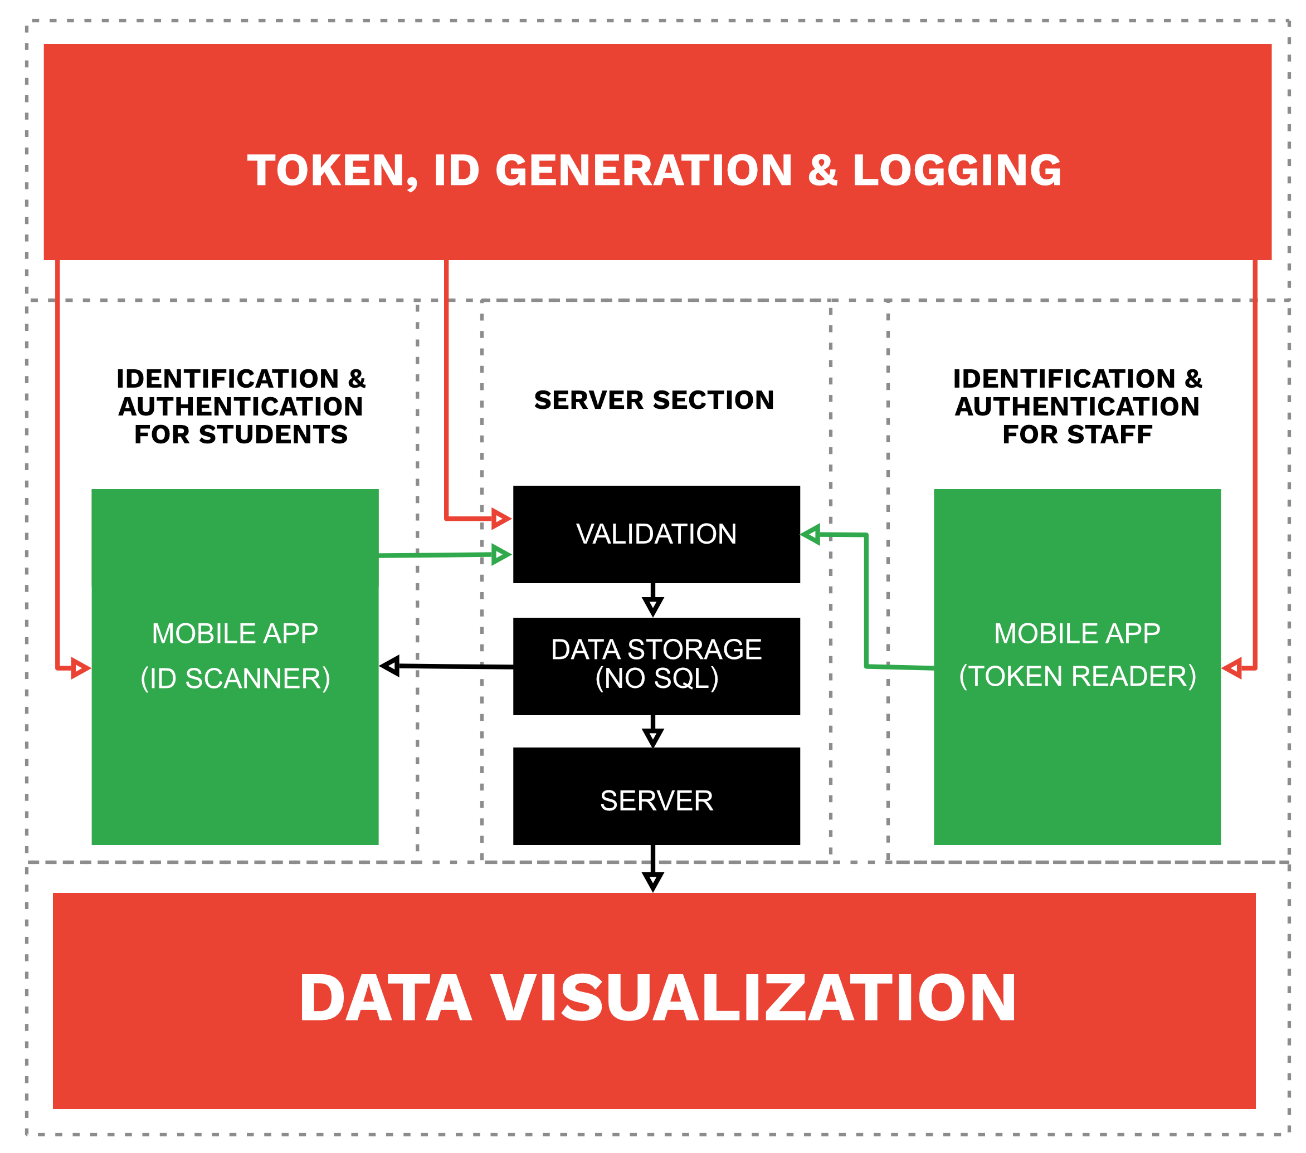 TOKEN, ID GENERATION & LOGGING
IDENTIFICATION &
AUTHENTICATION
FOR STUDENTS
SERVER SECTION
IDENTIFICATION &
AUTHENTICATION
FOR STAFF
MOBILE APP
(ID SCANNER)
VALIDATION
DATA STORAGE
(NO SQL)
SERVER
MOBILE APP
(TOKEN READER)
DATA VISUALIZATION